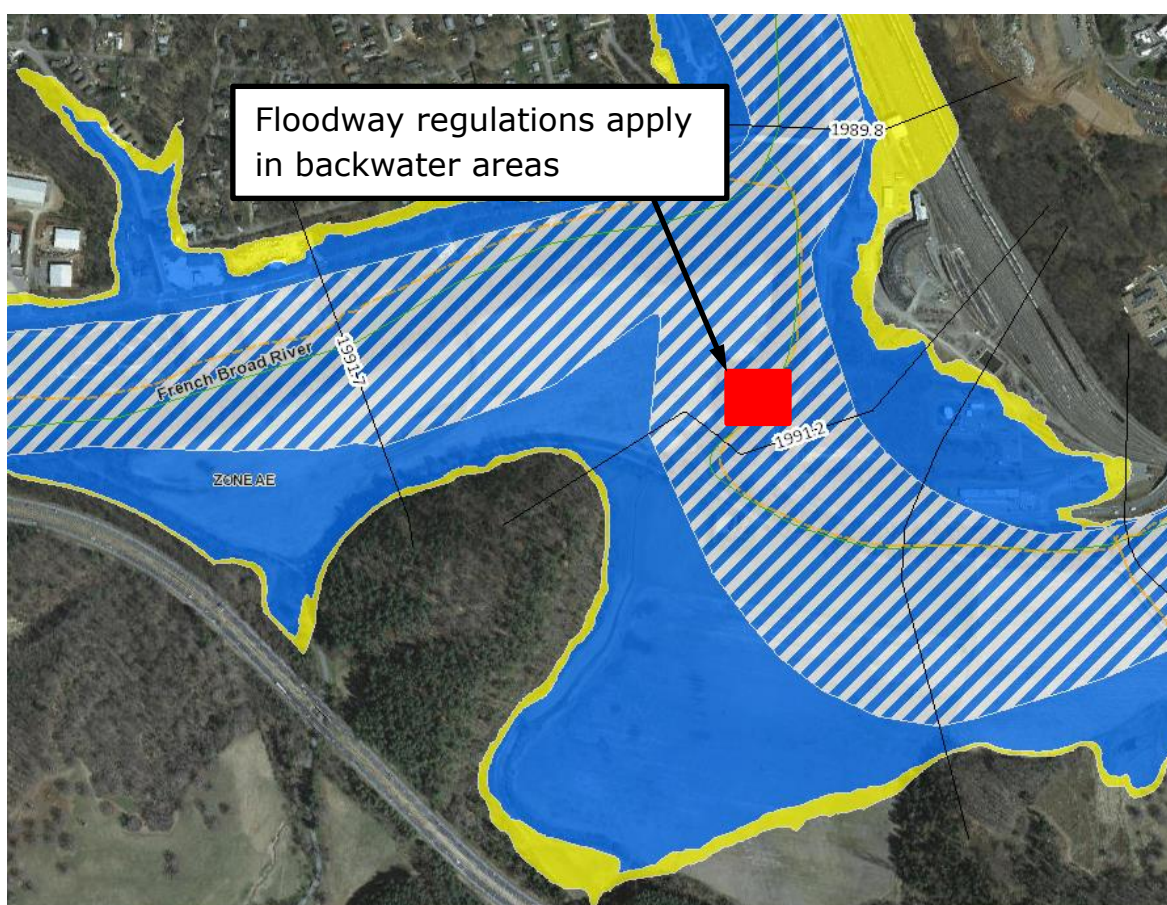 Floodway regulations apply
in backwater areas
1989.8
French Broad River
1991.7
1991.2
ZONE AE